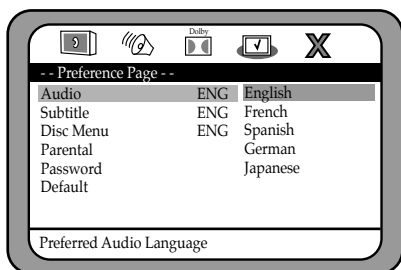 Dolby
- - Preference Page - -
Audio ENG English
Subtitle ENG French
Disc Menu ENG Spanish
Parental German
Password Japanese
Default
Preferred Audio Language